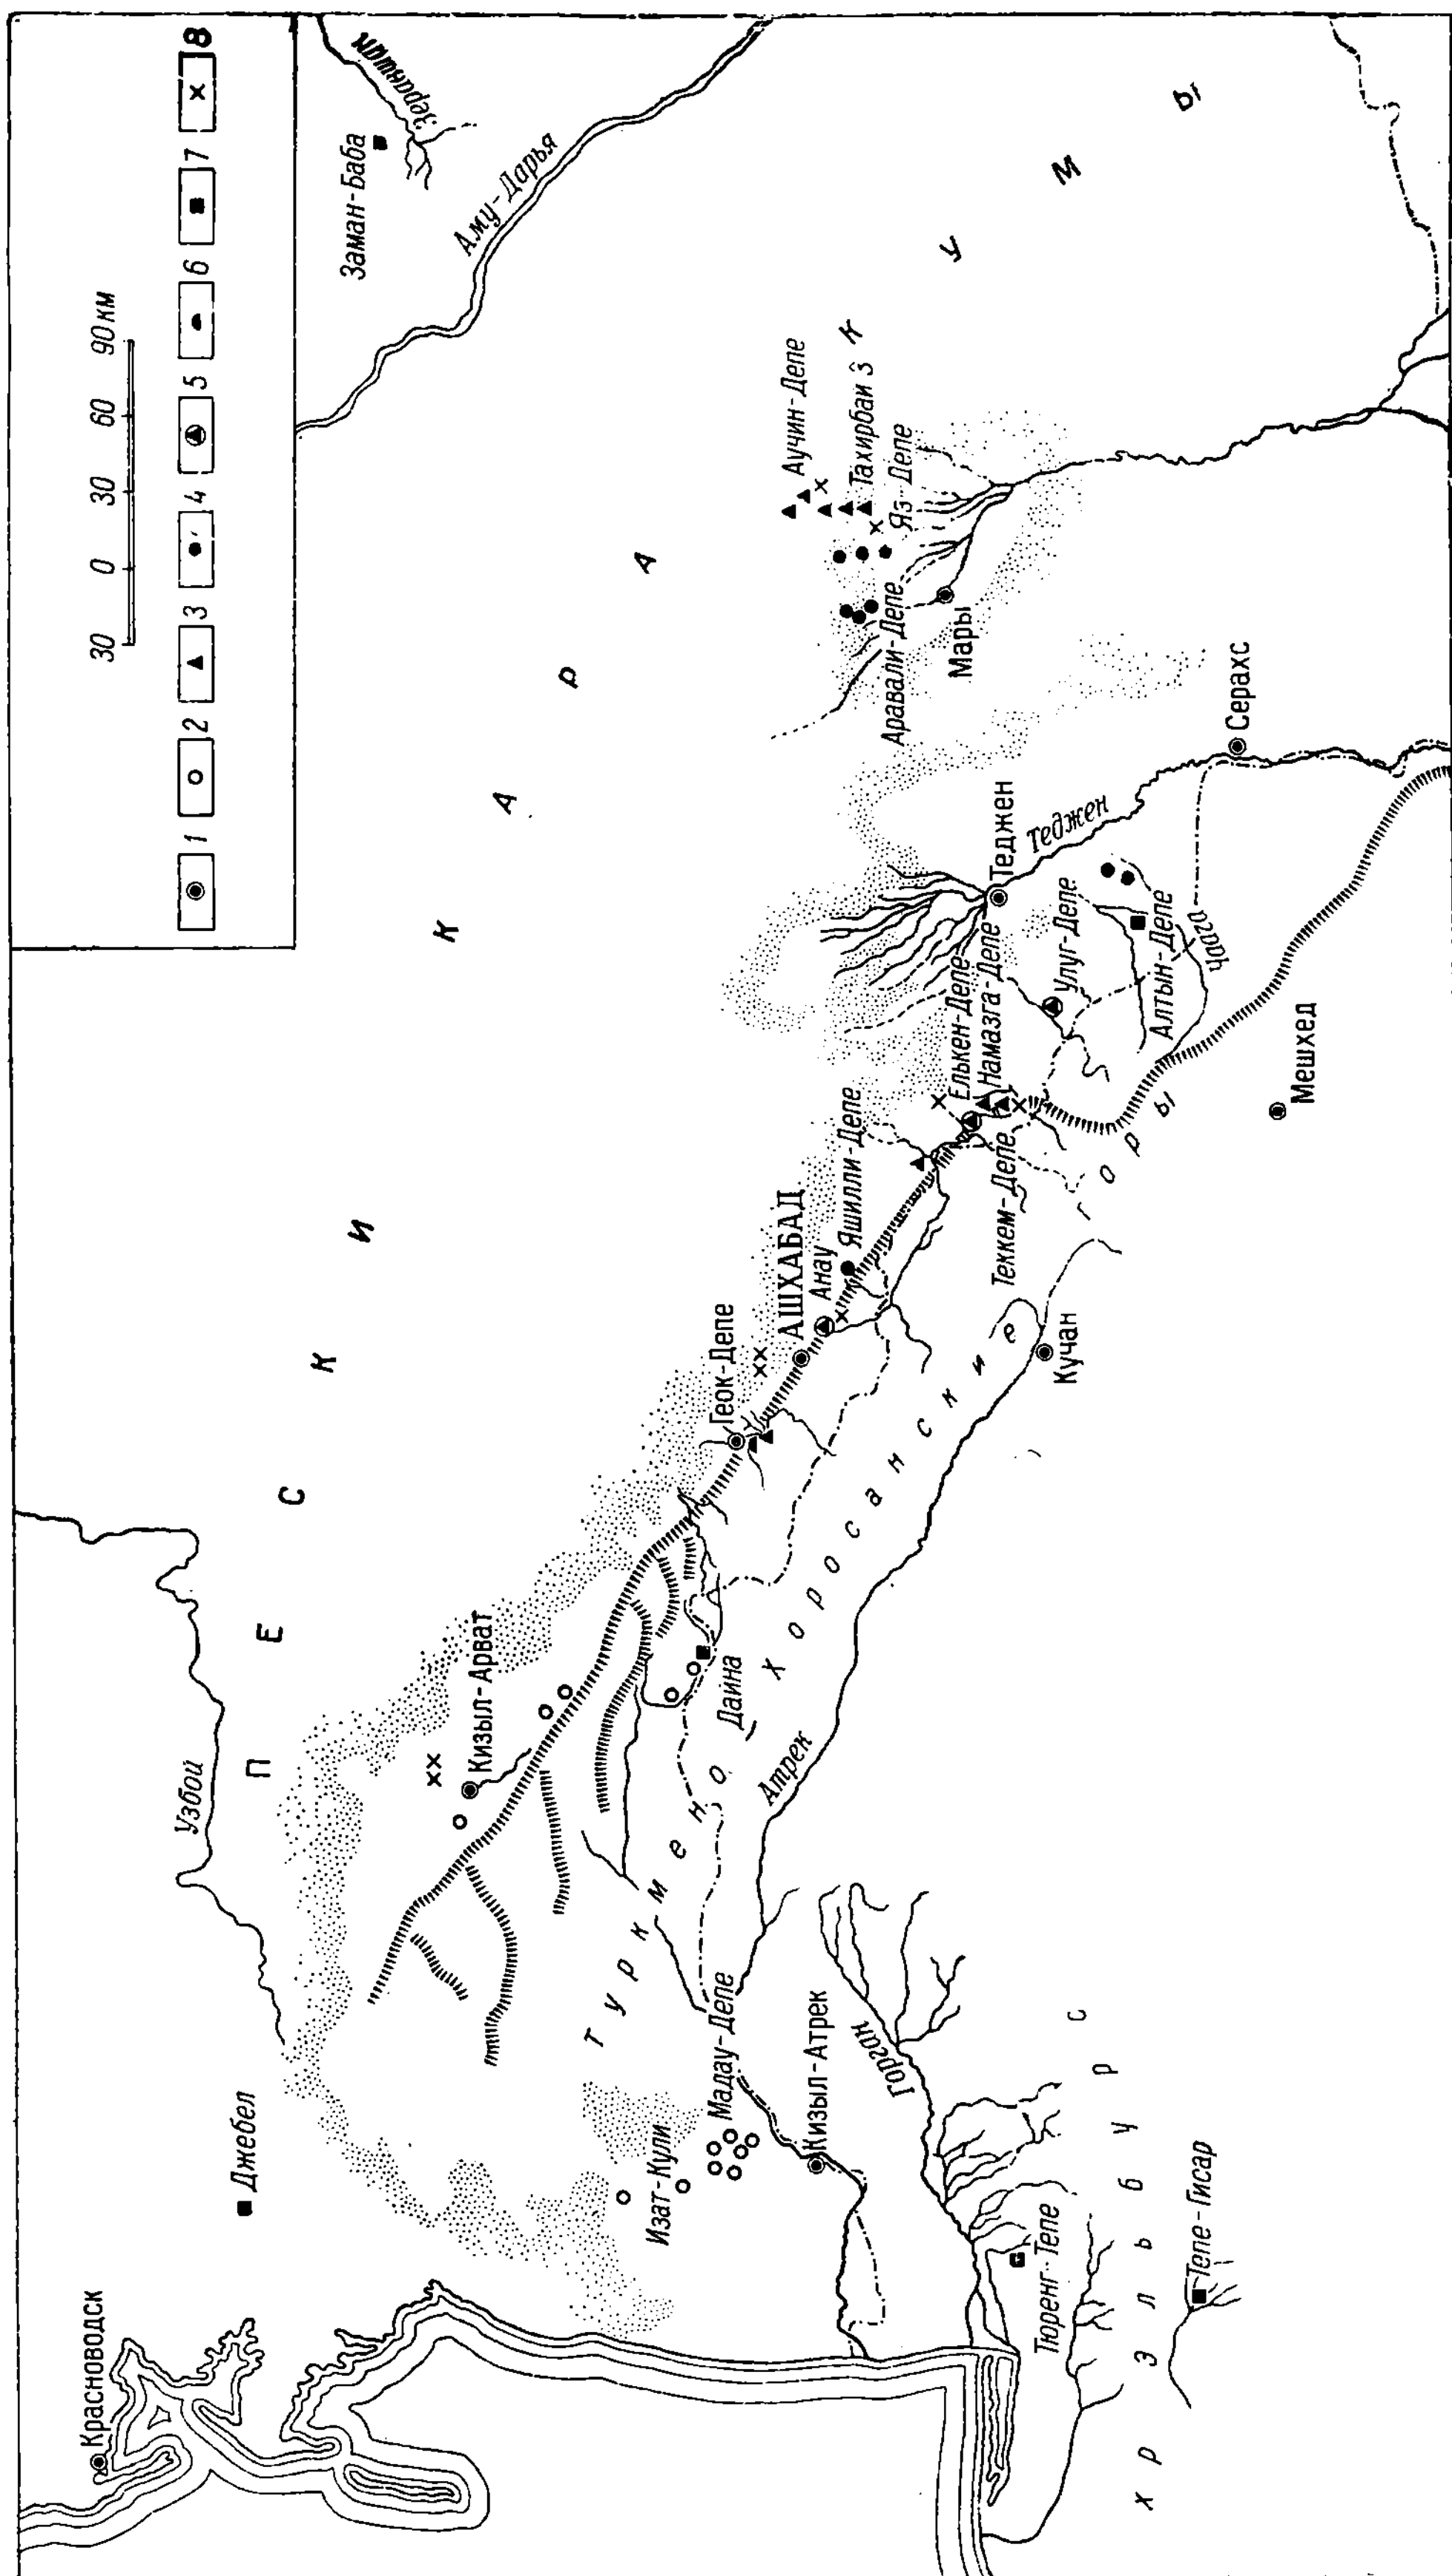 30 0 30 60 90 км
1 2 3 4 5 6 7 8
Красноводск
Джебел
Узбой
Заман-Баба
Зеравшан
Аму-Дарья
ПЕСКИ КАРАКУМЫ
Кизыл-Арват
Изат-Кули
Мадау-Депе
Кизыл-Атрек
Туркмено-Хоросанские горы
Дайна
Атрек
Горган
Тюренг-Тепе
Тепе-Гисар
ХР ЭЛЬБУРС
Геок-Депе
АШХАБАД
Анау
Яшилли-Депе
Елькен-Депе
Намазга-Депе
Теккем-Депе
Кучан
Мешхед
Улуг-Депе
Алтын-Депе
Чаача
Теджен
Теджен
Серахс
Мары
Аравали-Депе
Яз-Депе
Тахирбай 3
Аучин-Депе